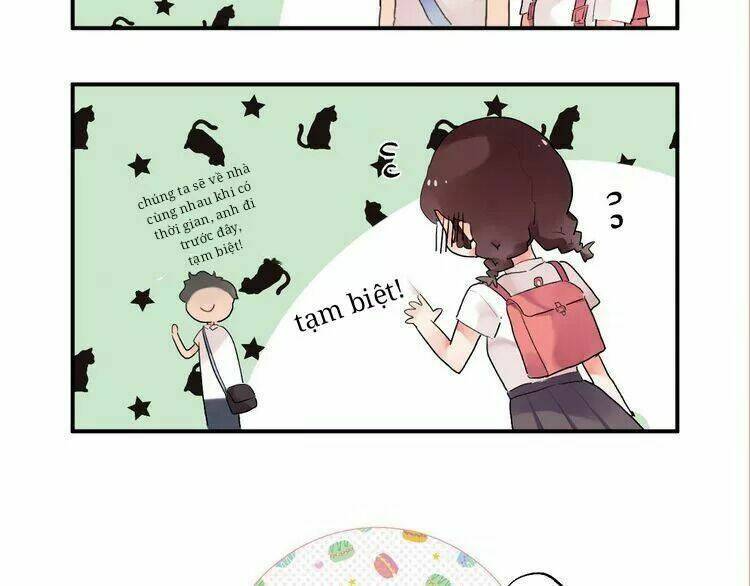 chúng ta sẽ về nhà
cùng nhau khi có
thời gian, anh đi
trước đây,
tạm biệt!
tạm biệt!